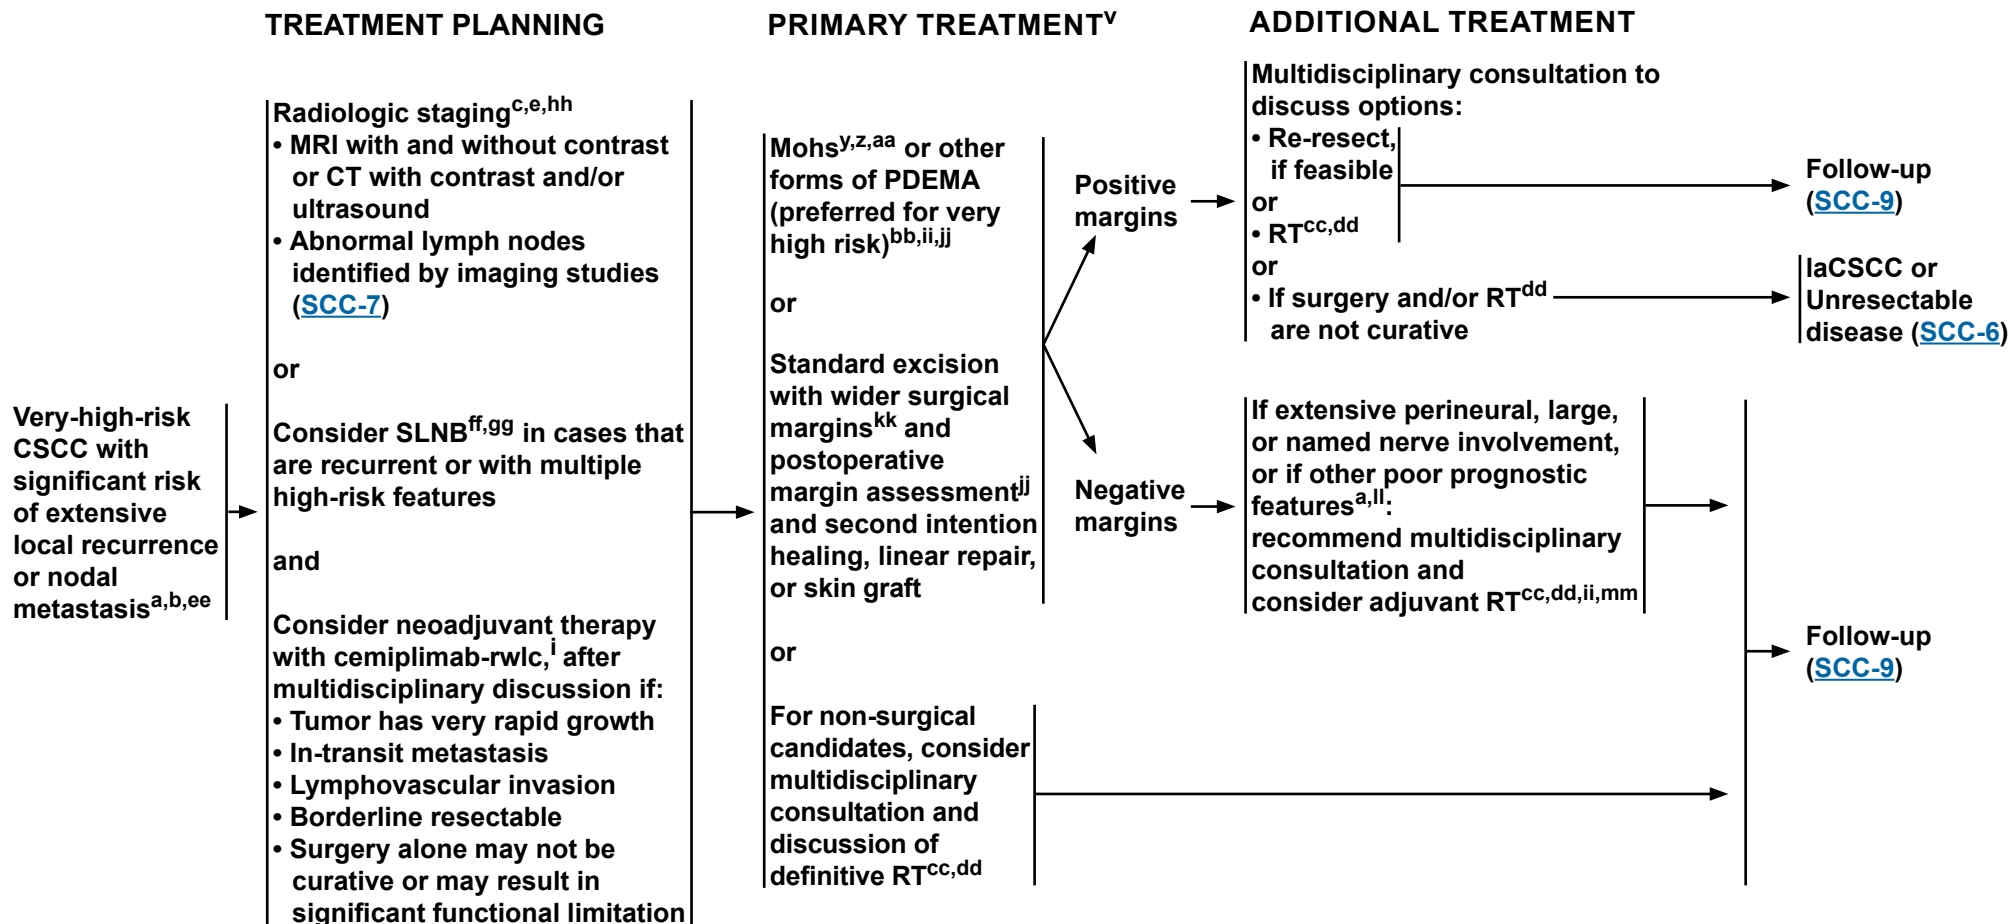 TREATMENT PLANNING
PRIMARY TREATMENTv
ADDITIONAL TREATMENT
Very-high-risk
CSCC with
significant risk
of extensive
local recurrence
or nodal
metastasisa,b,ee
Radiologic stagingc,e,hh
• MRI with and without contrast
or CT with contrast and/or
ultrasound
• Abnormal lymph nodes
identified by imaging studies
(SCC-7)
or
Consider SLNBff,gg in cases that
are recurrent or with multiple
high-risk features
and
Consider neoadjuvant therapy
with cemiplimab-rwlc,i after
multidisciplinary discussion if:
• Tumor has very rapid growth
• In-transit metastasis
• Lymphovascular invasion
• Borderline resectable
• Surgery alone may not be
curative or may result in
significant functional limitation
Mohsy,z,aa or other
forms of PDEMA
(preferred for very
high risk)bb,ii,jj
or
Standard excision
with wider surgical
marginskk and
postoperative
margin assessmentjj
and second intention
healing, linear repair,
or skin graft
or
For non-surgical
candidates, consider
multidisciplinary
consultation and
discussion of
definitive RTcc,dd
Positive
margins
Negative
margins
Multidisciplinary consultation to
discuss options:
• Re-resect,
if feasible
or
• RTcc,dd
or
• If surgery and/or RTdd
are not curative
Follow-up
(SCC-9)
laCSCC or
Unresectable
disease (SCC-6)
If extensive perineural, large,
or named nerve involvement,
or if other poor prognostic
featuresa,ll:
recommend multidisciplinary
consultation and
consider adjuvant RTcc,dd,ii,mm
Follow-up
(SCC-9)